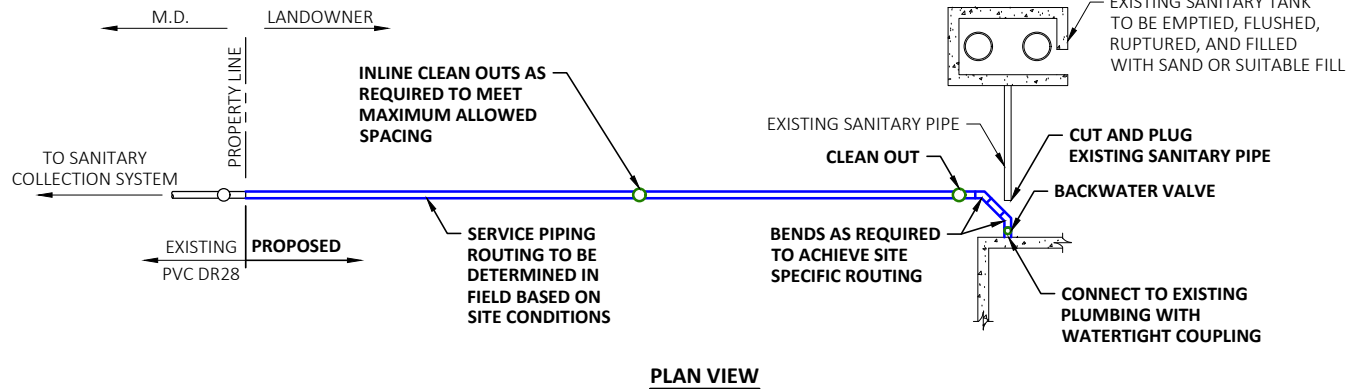 M.D.
LANDOWNER
PROPERTY LINE
INLINE CLEAN OUTS AS
REQUIRED TO MEET
MAXIMUM ALLOWED
SPACING
EXISTING SANITARY TANK
TO BE EMPTIED, FLUSHED,
RUPTURED, AND FILLED
WITH SAND OR SUITABLE FILL
EXISTING SANITARY PIPE
CLEAN OUT
CUT AND PLUG
EXISTING SANITARY PIPE
BACKWATER VALVE
TO SANITARY
COLLECTION SYSTEM
EXISTING
PROPOSED
PVC DR28
SERVICE PIPING
ROUTING TO BE
DETERMINED IN
FIELD BASED ON
SITE CONDITIONS
BENDS AS REQUIRED
TO ACHIEVE SITE
SPECIFIC ROUTING
CONNECT TO EXISTING
PLUMBING WITH
WATERTIGHT COUPLING
PLAN VIEW